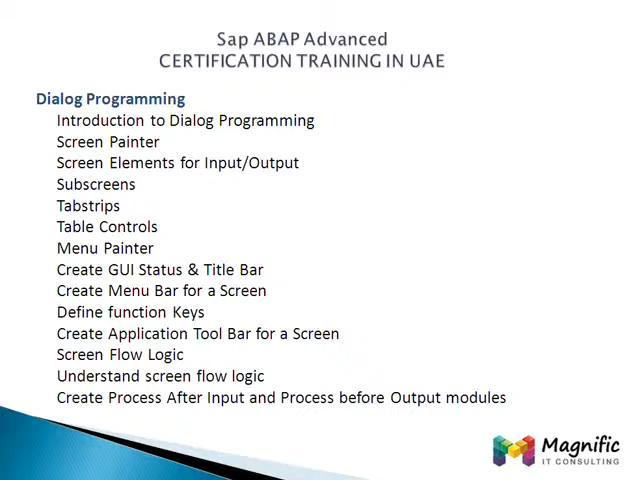 Sap ABAP Advanced
CERTIFICATION TRAINING IN UAE
Dialog Programming
Introduction to Dialog Programming
Screen Painter
Screen Elements for Input/Output
Subscreens
Tabstrips
Table Controls
Menu Painter
Create GUI Status & Title Bar
Create Menu Bar for a Screen
Define function Keys
Create Application Tool Bar for a Screen
Screen Flow Logic
Understand screen flow logic
Create Process After Input and Process before Output modules
Magnific
IT CONSULTING